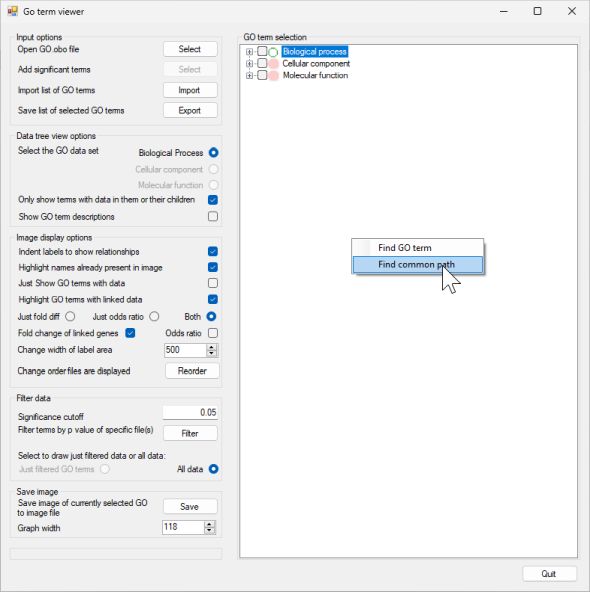 Go term viewer
Input options
Open GO.obo file
Select
Add significant terms
Select
Import list of GO terms
Import
Save list of selected GO terms
Export
Data tree view options
Select the GO data set
Biological Process
Cellular component
Molecular function
Only show terms with data in them or their children
Show GO term descriptions
Image display options
Indent labels to show relationships
Highlight names already present in image
Just Show GO terms with data
Highlight GO terms with linked data
Just fold diff
Just odds ratio
Both
Fold change of linked genes
Odds ratio
Change width of label area
500
Change order files are displayed
Reorder
Filter data
Significance cutoff
0.05
Filter terms by p value of specific file(s)
Filter
Select to draw just filtered data or all data:
Just filtered GO terms
All data
Save image
Save image of currently selected GO
to image file
Save
Graph width
118
GO term selection
Biological process
Cellular component
Molecular function
Find GO term
Find common path
Quit